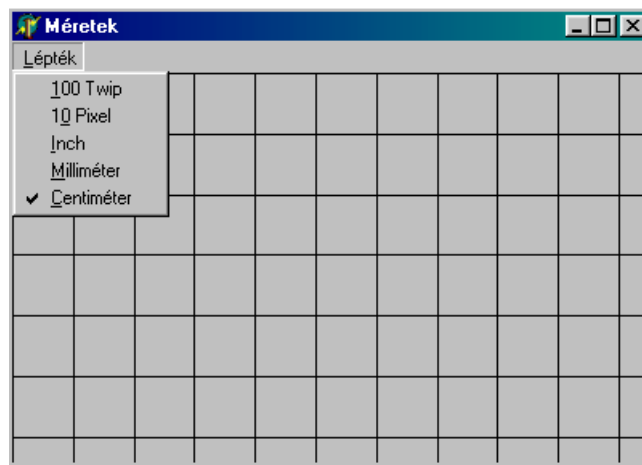 Méretek
Lépték
100 Twip
10 Pixel
Inch
Milliméter
Centiméter